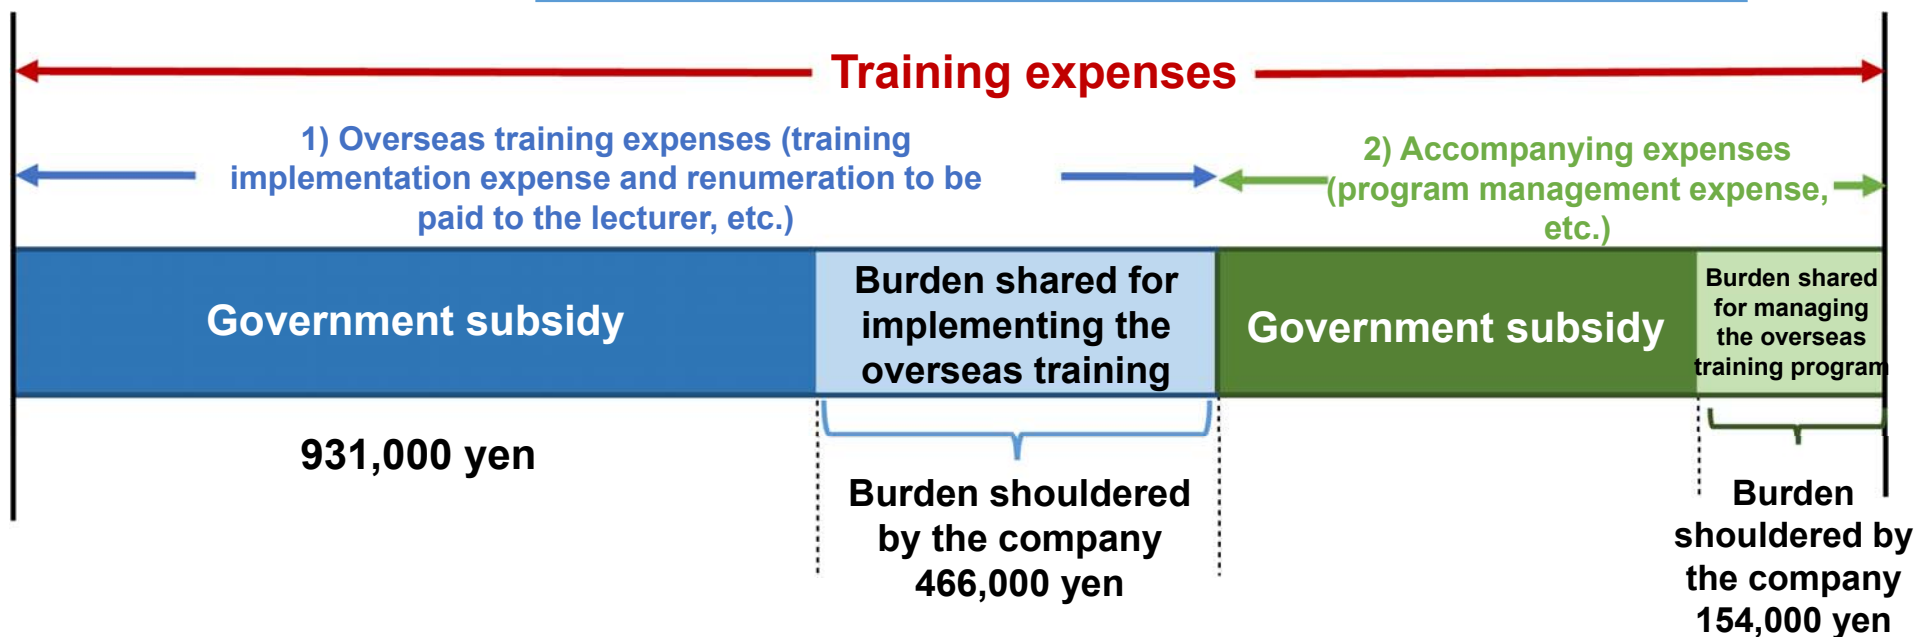 Training expenses
1) Overseas training expenses (training
implementation expense and renumeration to be
paid to the lecturer, etc.)
2) Accompanying expenses
(program management expense,
etc.)
Government subsidy
Burden shared for
implementing the
overseas training
Government subsidy
Burden shared
for managing
the overseas
training program
931,000 yen
Burden shouldered
by the company
466,000 yen
Burden
shouldered by
the company
154,000 yen